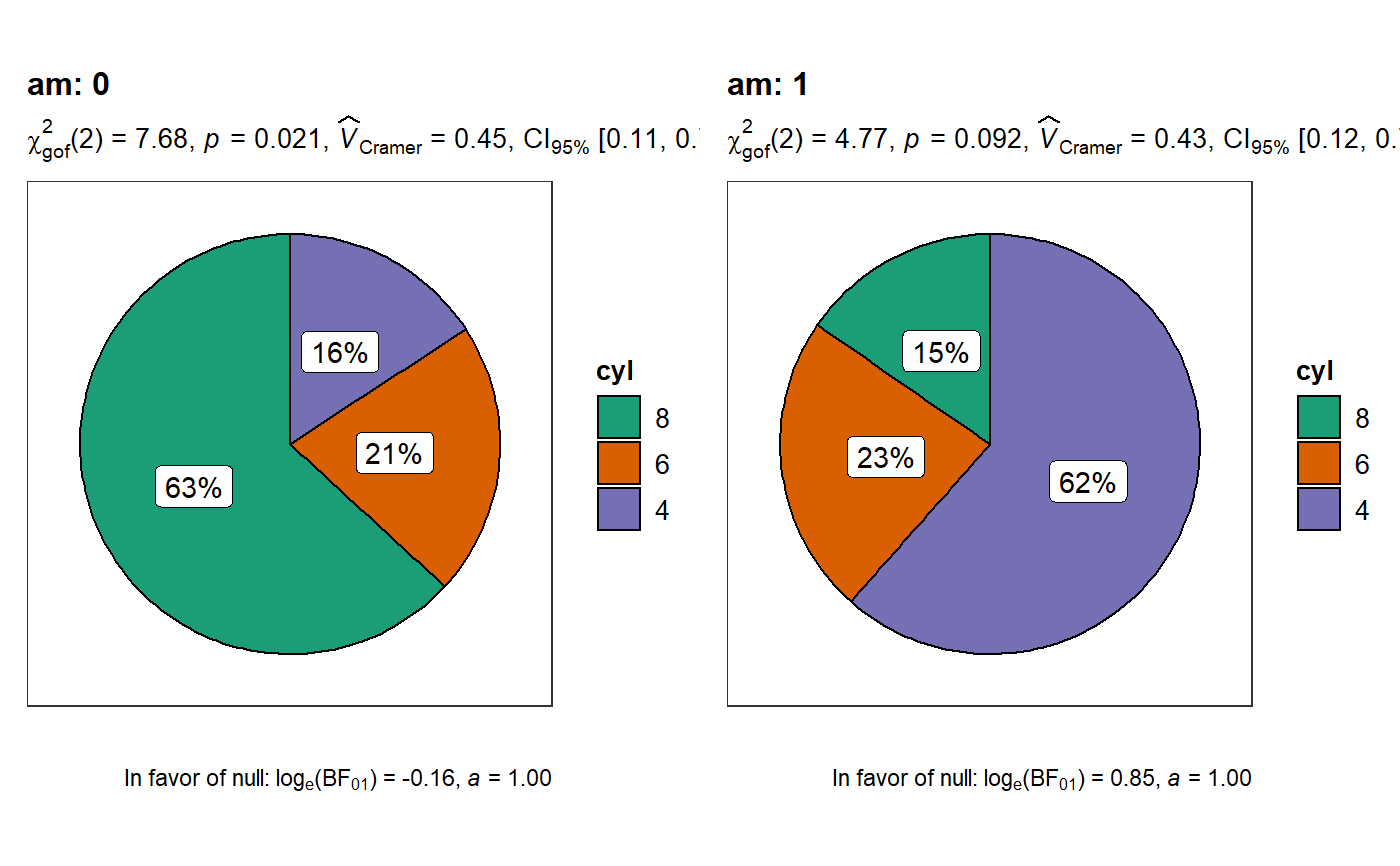 am: 0
χ²gof(2) = 7.68, p = 0.021, V̂Cramer = 0.45, CI95% [0.11, 0.
16%
21%
63%
cyl
8
6
4
In favor of null: loge(BF01) = -0.16, a = 1.00
am: 1
χ²gof(2) = 4.77, p = 0.092, V̂Cramer = 0.43, CI95% [0.12, 0.
15%
23%
62%
cyl
8
6
4
In favor of null: loge(BF01) = 0.85, a = 1.00